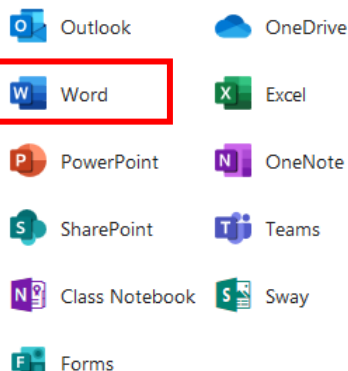 Outlook OneDrive
Word Excel
PowerPoint OneNote
SharePoint Teams
Class Notebook Sway
Forms